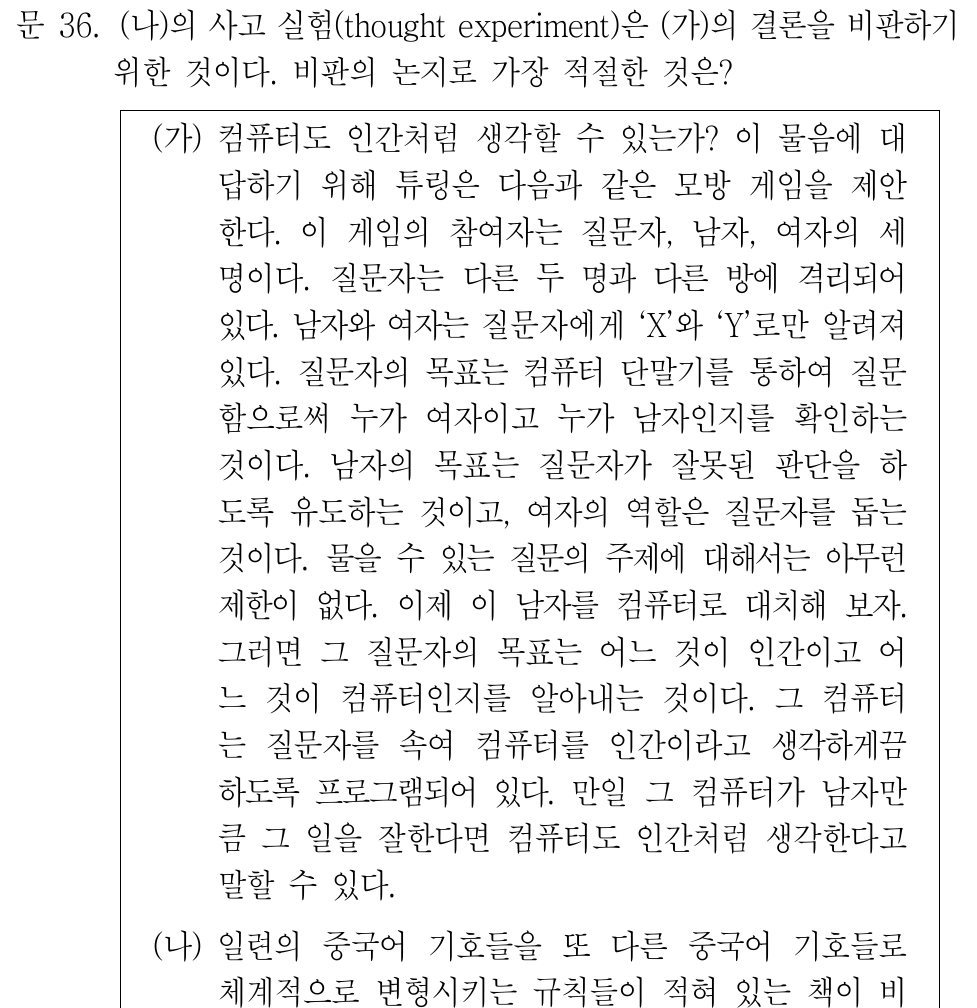 문 36. (나)의 사고 실험(thought experiment)은 (가)의 결론을 비판하기
위한 것이다. 비판의 논지로 가장 적절한 것은?
(가) 컴퓨터도 인간처럼 생각할 수 있는가? 이 물음에 대
답하기 위해 튜링은 다음과 같은 모방 게임을 제안
한다. 이 게임의 참여자는 질문자, 남자, 여자의 세
명이다. 질문자는 다른 두 명과 다른 방에 격리되어
있다. 남자와 여자는 질문자에게 ‘X’와 ‘Y’로만 알려져
있다. 질문자의 목표는 컴퓨터 단말기를 통하여 질문
함으로써 누가 여자이고 누가 남자인지를 확인하는
것이다. 남자의 목표는 질문자가 잘못된 판단을 하
도록 유도하는 것이고, 여자의 역할은 질문자를 돕는
것이다. 물을 수 있는 질문의 주제에 대해서는 아무런
제한이 없다. 이제 이 남자를 컴퓨터로 대치해 보자.
그러면 그 질문자의 목표는 어느 것이 인간이고 어
느 것이 컴퓨터인지를 알아내는 것이다. 그 컴퓨터
는 질문자를 속여 컴퓨터를 인간이라고 생각하게끔
하도록 프로그램되어 있다. 만일 그 컴퓨터가 남자만
큼 그 일을 잘한다면 컴퓨터도 인간처럼 생각한다고
말할 수 있다.
(나) 일련의 중국어 기호들을 또 다른 중국어 기호들로
체계적으로 변형시키는 규칙들이 적혀 있는 책이 비